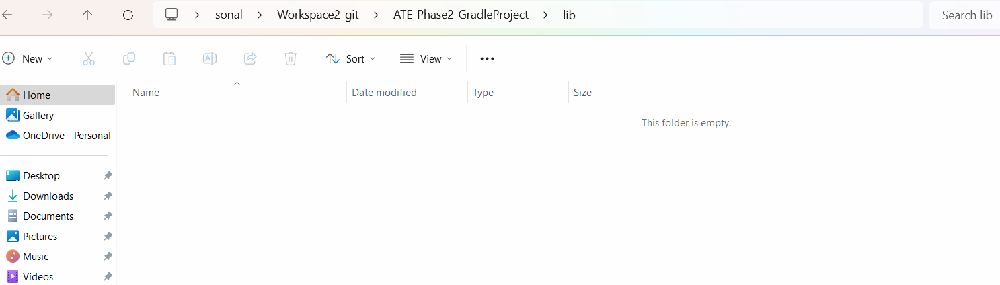 sonal > Workspace2-git > ATE-Phase2-GradleProject > lib
Search lib
New
Sort
View
Name
Date modified
Type
Size
This folder is empty.
Home
Gallery
OneDrive - Personal
Desktop
Downloads
Documents
Pictures
Music
Videos